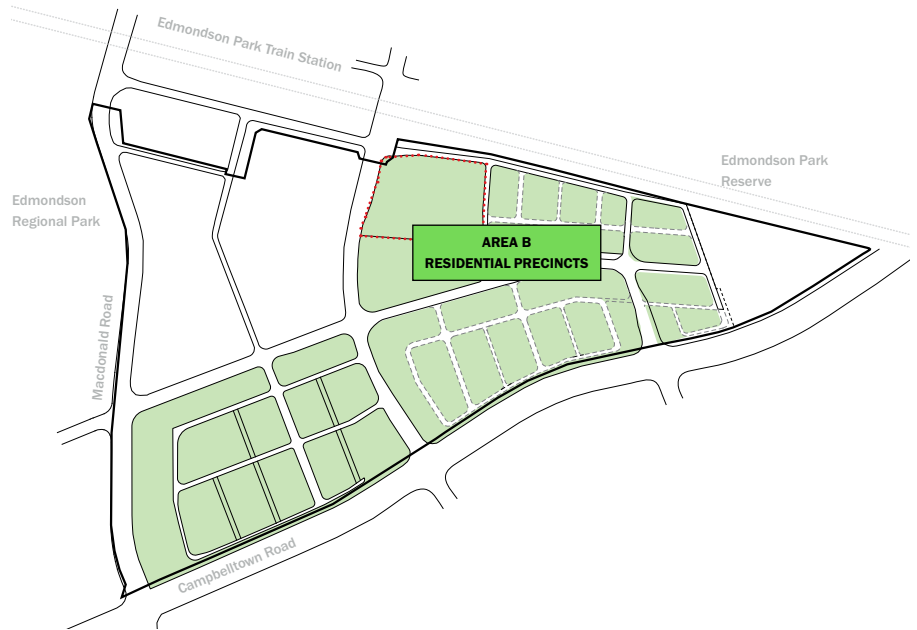 Edmondson Park Train Station
Edmondson Park
Reserve
Edmondson
Regional Park
AREA B
RESIDENTIAL PRECINCTS
Macdonald Road
Campbelltown Road